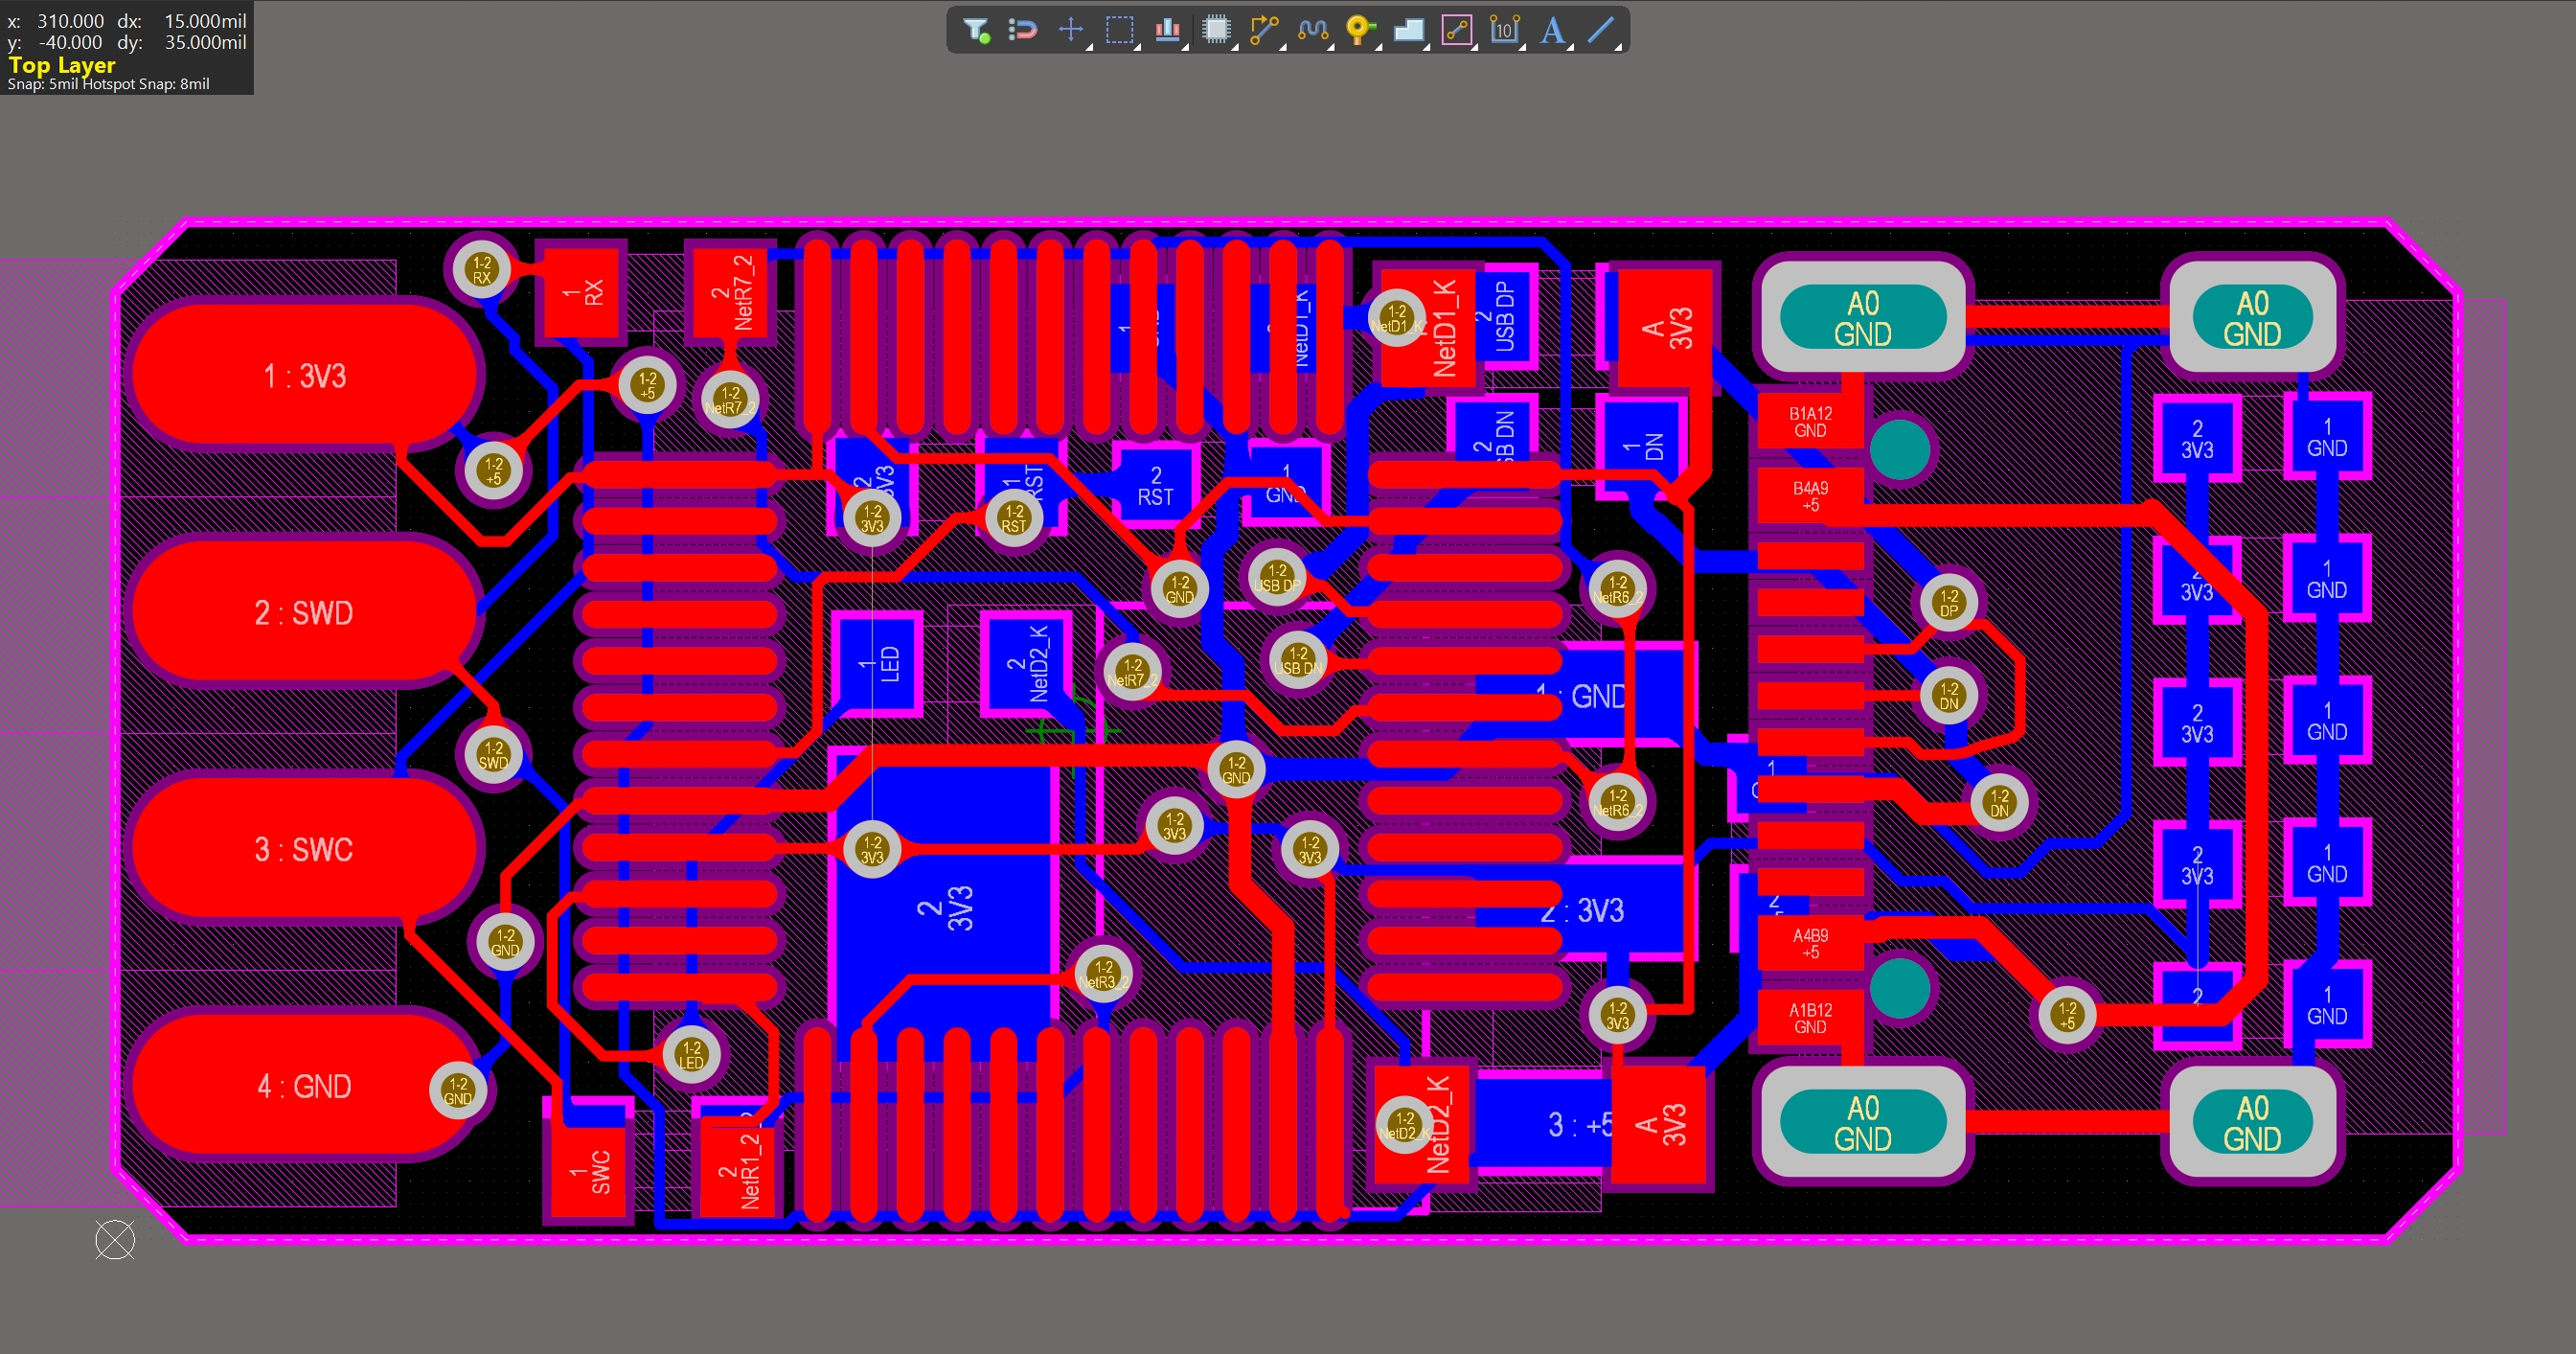 x: 310.000 dx: 15.000mil
y: -40.000 dy: 35.000mil
Top Layer
Snap: 5mil Hotspot Snap: 8mil
10
A
1-2
RX
1
RX
2
NetR7_2
1-2
NetD1_K
NetD1_K
2
USB DP
A
3V3
A0
GND
A0
GND
1 : 3V3
1-2
+5
1-2
NetR7_2
1
NetD1_K
B1A12
GND
2
3V3
1
GND
1-2
+5
2
3V3
1
RST
2
RST
1
GND
2
1
DN
B4A9
+5
1-2
3V3
1-2
RST
1-2
GND
1-2
USB DP
1-2
NetR6_2
1-2
DP
2
3V3
1
GND
2 : SWD
1
LED
2
NetD2_K
1-2
NetR7_2
1-2
USB DN
1 : GND
1-2
DN
2
3V3
1
GND
1-2
SWD
1-2
GND
1
1-2
NetR6_2
1-2
DN
3 : SWC
1-2
3V3
1-2
3V3
1-2
3V3
2
3V3
1
GND
2
3V3
2 : 3V3
2
A4B9
+5
1-2
GND
1-2
NetR3_2
1-2
3V3
A1B12
GND
1-2
+5
2
1
GND
1-2
LED
4 : GND
1-2
GND
1
SWC
2
NetR1_2
1-2
NetD2_K
NetD2_K
3 : +5
A
3V3
A0
GND
A0
GND